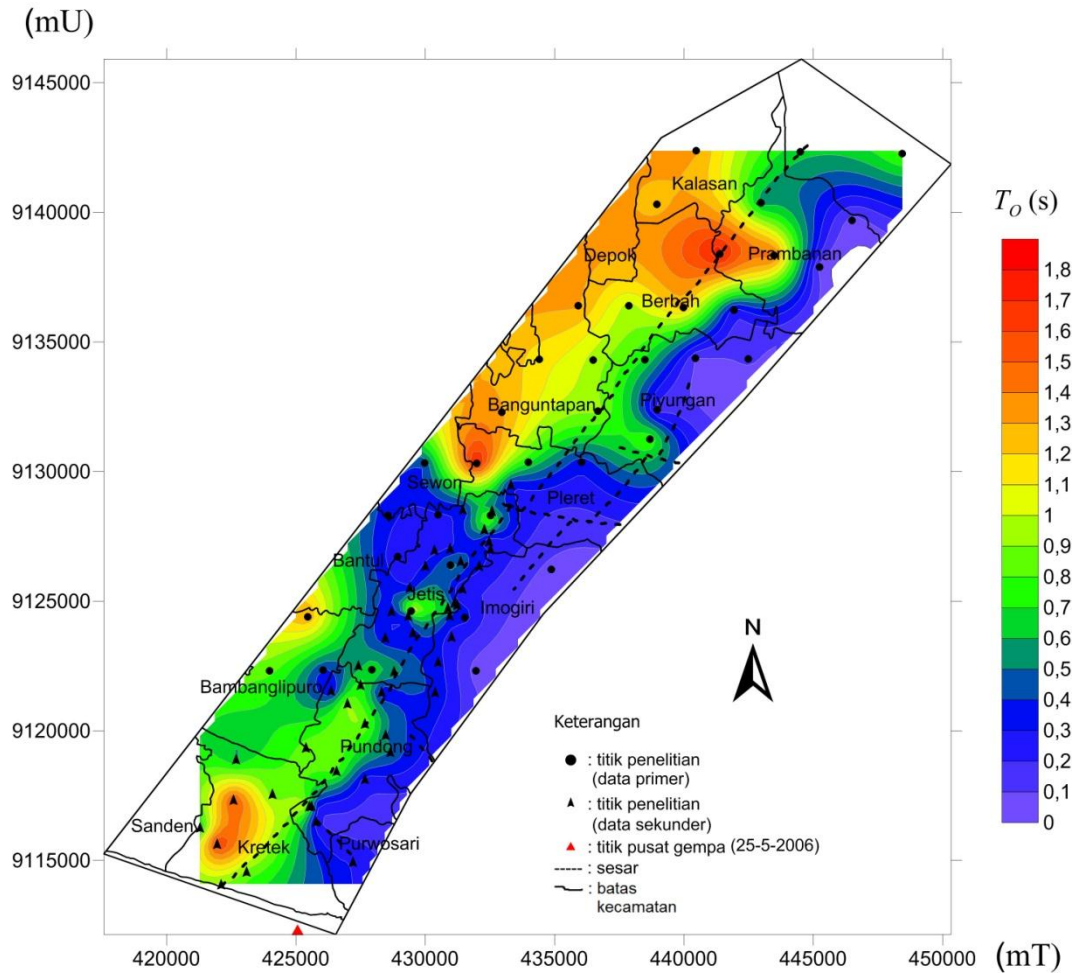 (mU)
9145000
9140000
9135000
9130000
9125000
9120000
9115000
420000
425000
430000
435000
440000
445000
450000
(mT)
Kalasan
Depok
Prambanan
Berbah
Banguntapan
Piyungan
Sewon
Pleret
Bantul
Jetis
Imogiri
Bambanglipuro
Pundong
Sanden
Kretek
Purwosari
N
Keterangan
: titik penelitian
(data primer)
: titik penelitian
(data sekunder)
: titik pusat gempa (25-5-2006)
: sesar
: batas
kecamatan
T₀ (s)
1,8
1,7
1,6
1,5
1,4
1,3
1,2
1,1
1
0,9
0,8
0,7
0,6
0,5
0,4
0,3
0,2
0,1
0